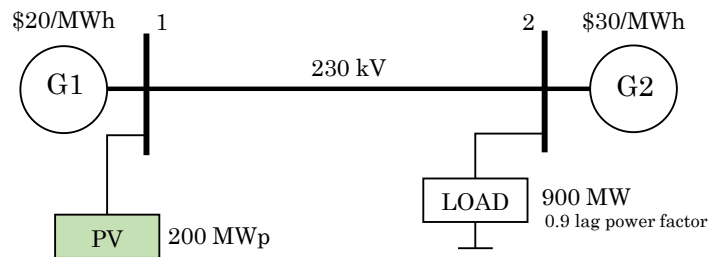 $20/MWh
1
2
$30/MWh
G1
230 kV
G2
LOAD
900 MW
0.9 lag power factor
PV
200 MWp